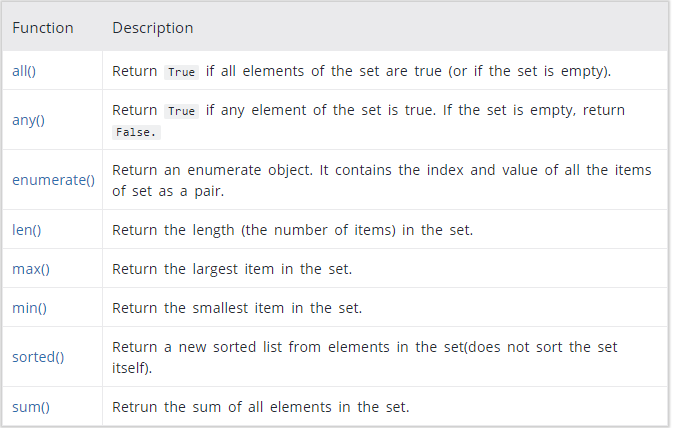 Function Description
all() Return True if all elements of the set are true (or if the set is empty).
any() Return True if any element of the set is true. If the set is empty, return
False.
enumerate() Return an enumerate object. It contains the index and value of all the items
of set as a pair.
len() Return the length (the number of items) in the set.
max() Return the largest item in the set.
min() Return the smallest item in the set.
sorted() Return a new sorted list from elements in the set(does not sort the set
itself).
sum() Retrun the sum of all elements in the set.